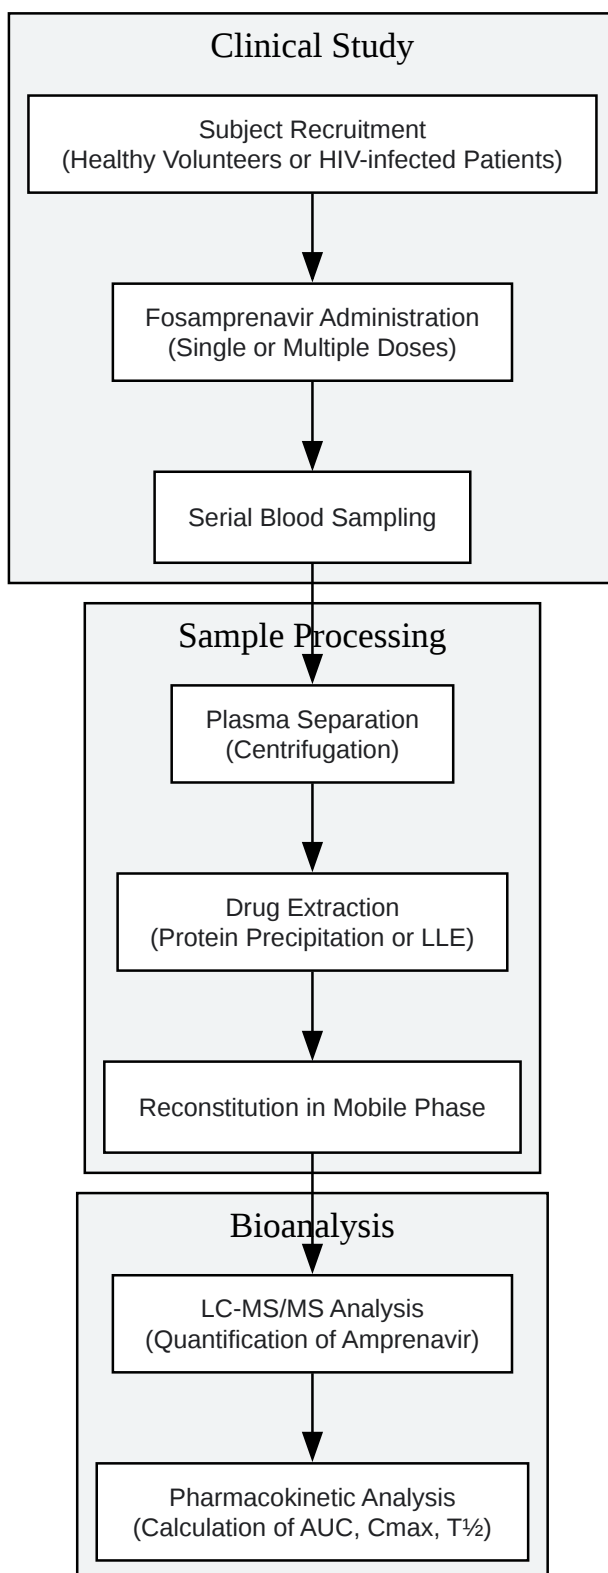 Clinical Study
Subject Recruitment
(Healthy Volunteers or HIV-infected Patients)
Fosamprenavir Administration
(Single or Multiple Doses)
Serial Blood Sampling
Sample Processing
Plasma Separation
(Centrifugation)
Drug Extraction
(Protein Precipitation or LLE)
Reconstitution in Mobile Phase
Bioanalysis
LC-MS/MS Analysis
(Quantification of Amprenavir)
Pharmacokinetic Analysis
(Calculation of AUC, Cmax, T½)